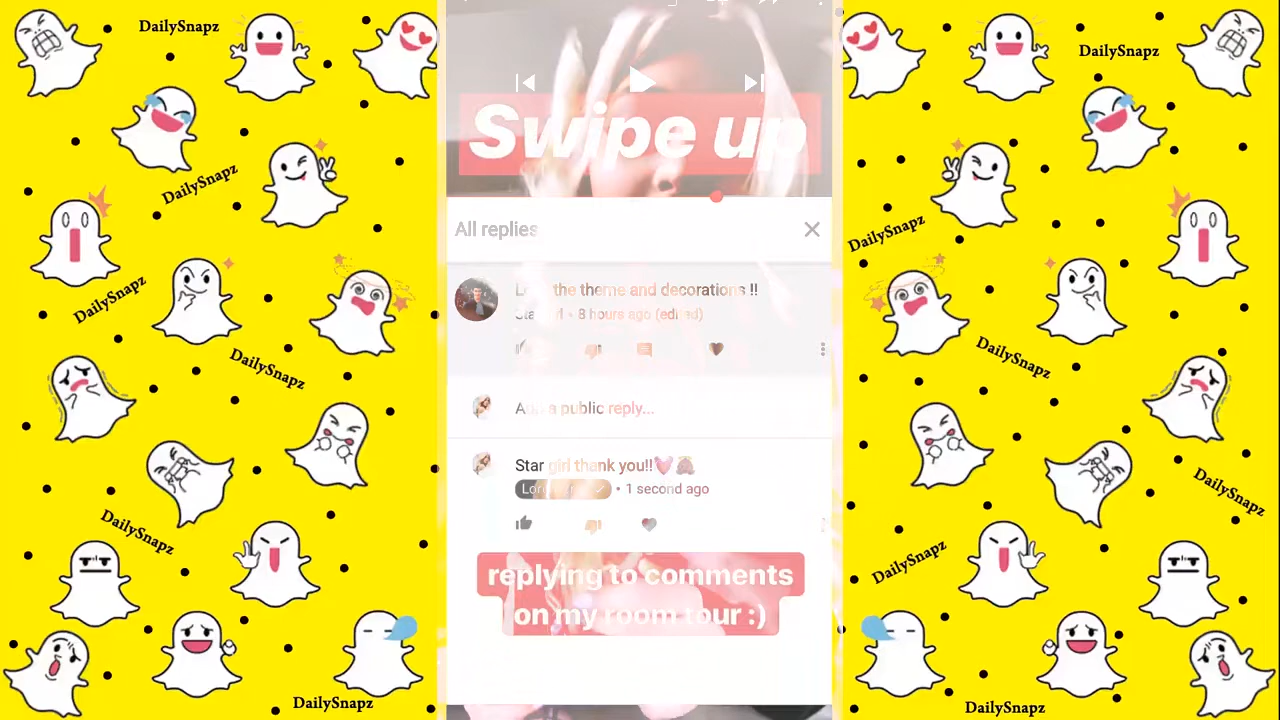 DailySnapz
DailySnapz
Swipe up
DailySnapz
All replies
DailySnapz
DailySnapz
the theme and decorations !!
8 hours ago (edited)
DailySnapz
DailySnapz
a public reply...
Star girl thank you!!
• 1 second ago
DailySnapz
DailySnapz
DailySnapz
replying to comments
on my room tour :)
DailySnapz
DailySnapz